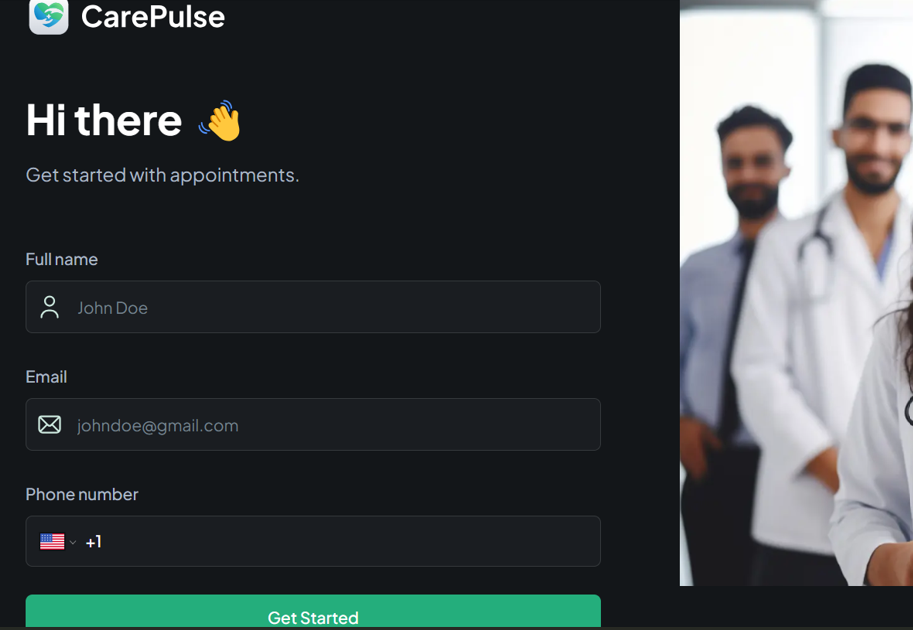 CarePulse
Hi there 👋
Get started with appointments.
Full name
John Doe
Email
johndoe@gmail.com
Phone number
+1
Get Started